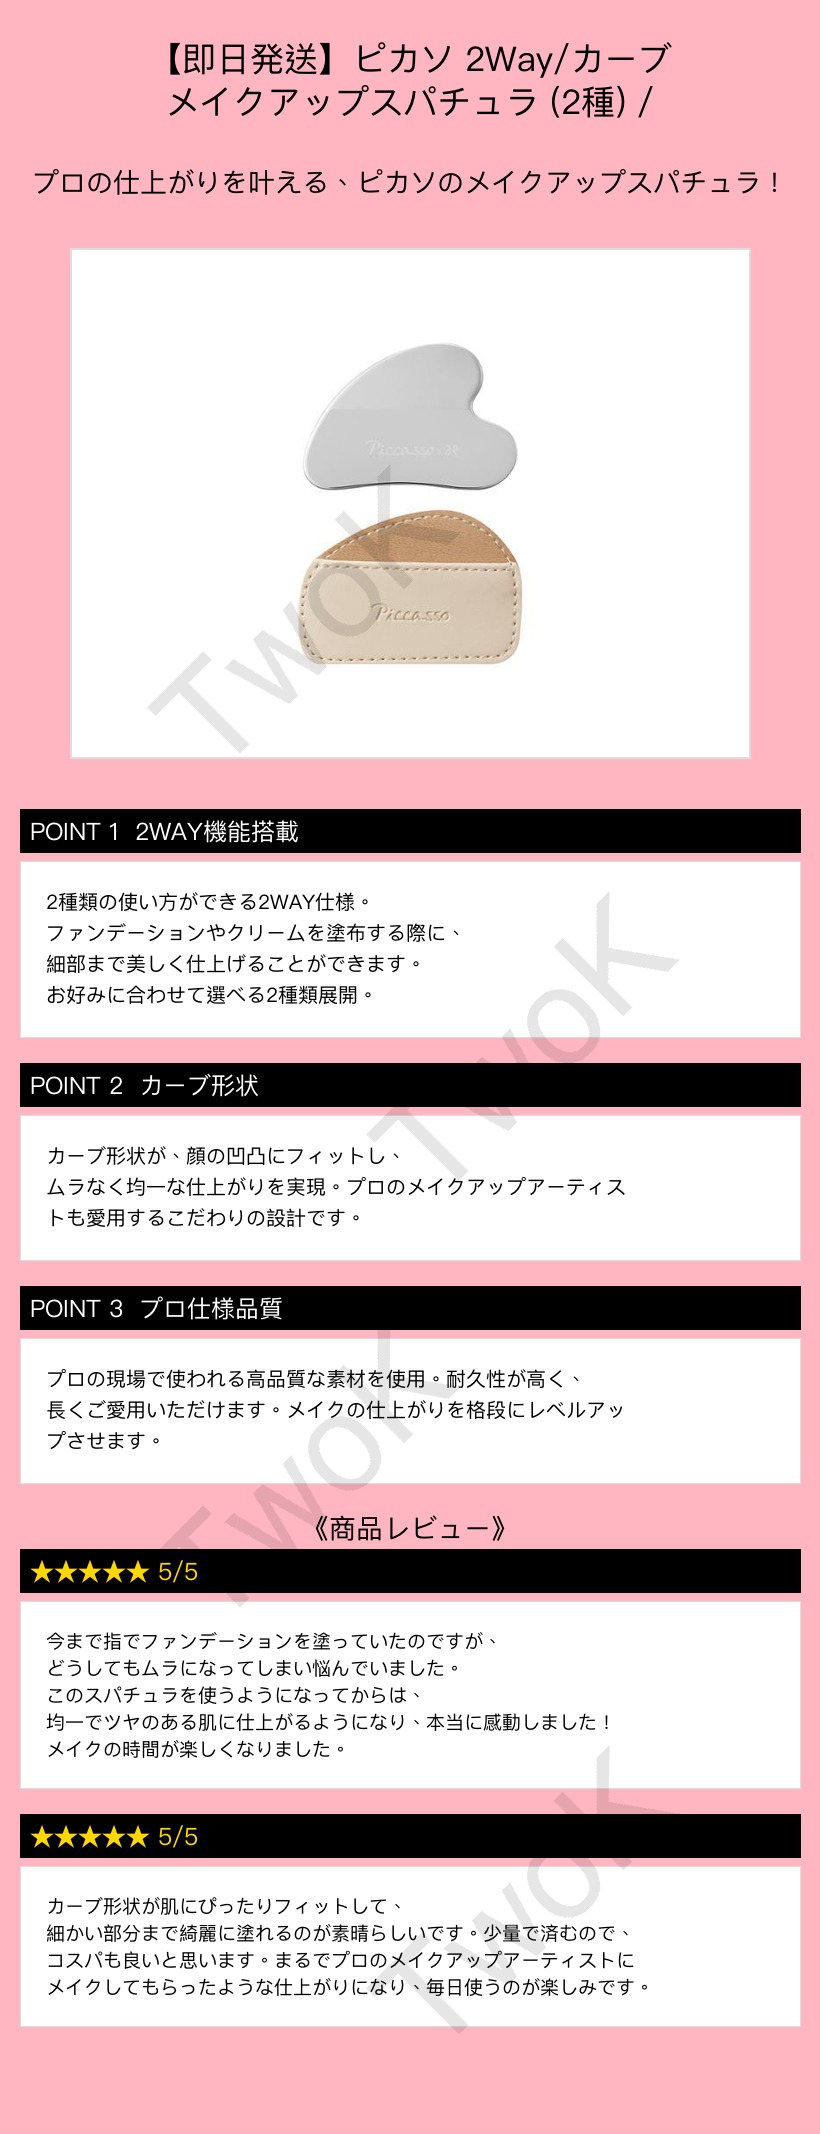 【即日発送】ピカソ 2Way/カーブ
メイクアップスパチュラ (2種) /
プロの仕上がりを叶える、ピカソのメイクアップスパチュラ！
Piccasso
Piccasso
TwoK
POINT 1 2WAY機能搭載
2種類の使い方ができる2WAY仕様。
ファンデーションやクリームを塗布する際に、
細部まで美しく仕上げることができます。
お好みに合わせて選べる2種類展開。
TwoK
POINT 2 カーブ形状
カーブ形状が、顔の凹凸にフィットし、
ムラなく均一な仕上がりを実現。プロのメイクアップアーティス
トも愛用するこだわりの設計です。
POINT 3 プロ仕様品質
プロの現場で使われる高品質な素材を使用。耐久性が高く、
長くご愛用いただけます。メイクの仕上がりを格段にレベルアッ
プさせます。
TwoK
《商品レビュー》
★★★★★ 5/5
今まで指でファンデーションを塗っていたのですが、
どうしてもムラになってしまい悩んでいました。
このスパチュラを使うようになってからは、
均一でツヤのある肌に仕上がるようになり、本当に感動しました！
メイクの時間が楽しくなりました。
★★★★★ 5/5
カーブ形状が肌にぴったりフィットして、
細かい部分まで綺麗に塗れるのが素晴らしいです。少量で済むので、
コスパも良いと思います。まるでプロのメイクアップアーティストに
メイクしてもらったような仕上がりになり、毎日使うのが楽しみです。
TwoK